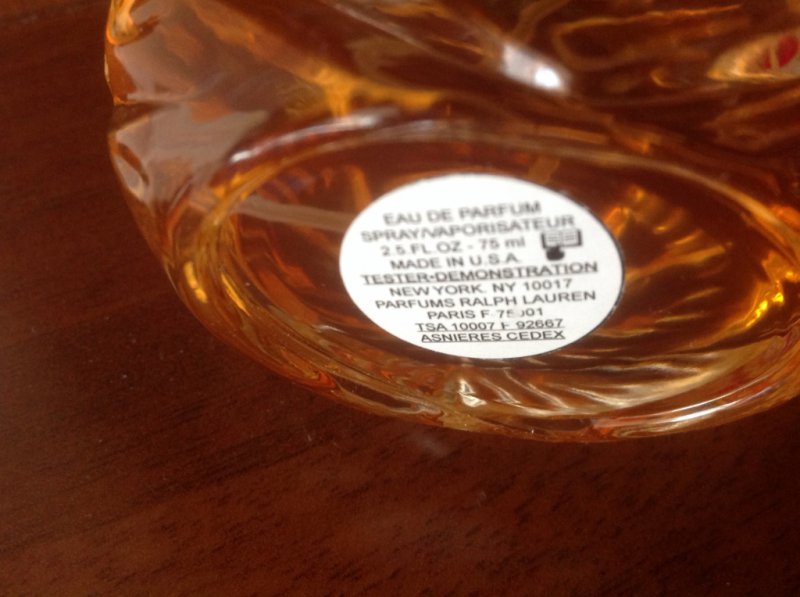 EAU DE PARFUM
SPRAY/VAPORISATEUR
2.5 FL.OZ - 75 ml
MADE IN U.S.A.
TESTER-DEMONSTRATION
NEW YORK. NY 10017
PARFUMS RALPH LAUREN
PARIS F-75001
TSA 10007 F 92667
ASNIERES CEDEX